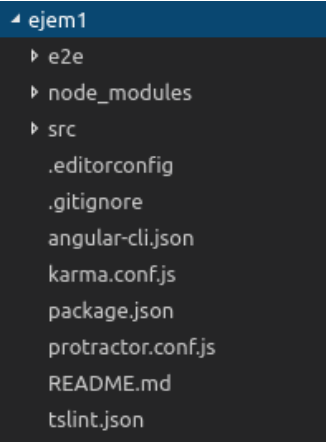 ejem1
e2e
node_modules
src
.editorconfig
.gitignore
angular-cli.json
karma.conf.js
package.json
protractor.conf.js
README.md
tslint.json